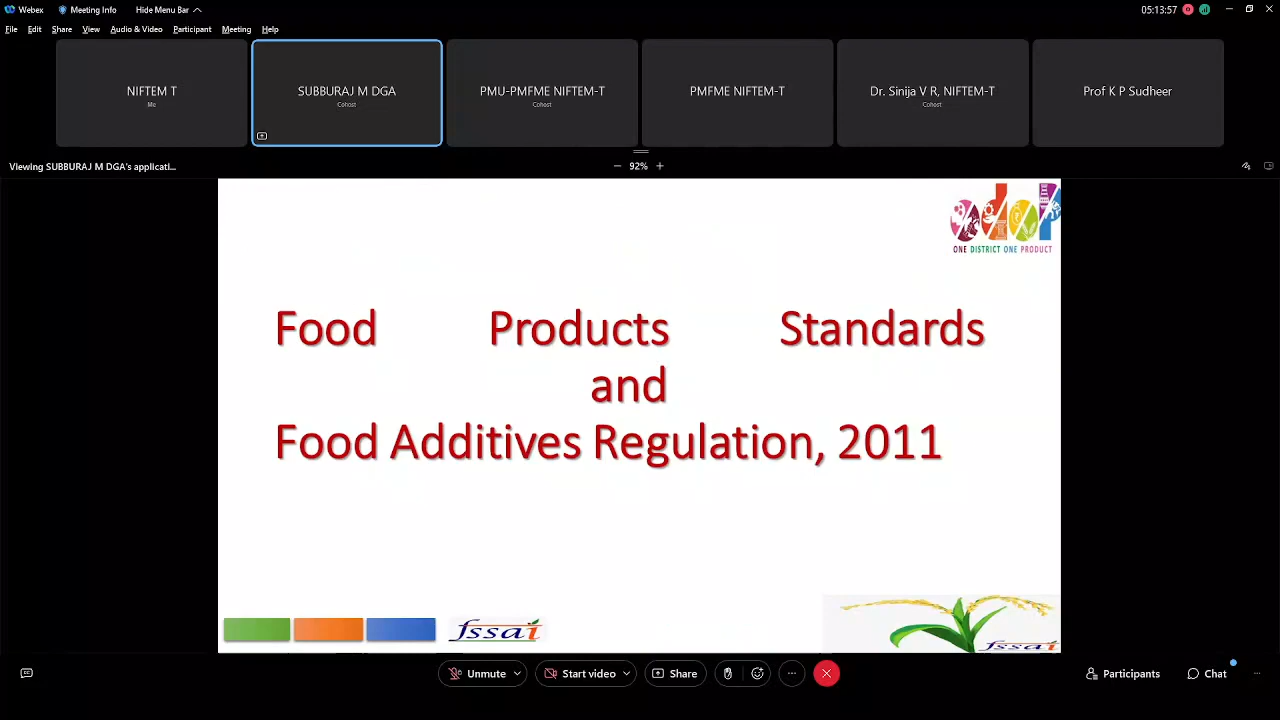 Webex
Meeting Info
Hide Menu Bar
05:13:57
File Edit Share View Audio & Video Participant Meeting Help
NIFTEM T
Me
SUBBURAJ M DGA
Cohost
PMU-PMFME NIFTEM-T
Cohost
PMFME NIFTEM-T
Dr. Sinija V R, NIFTEM-T
Cohost
Prof K P Sudheer
Viewing SUBBURAJ M DGA's applicati...
92%
odop
ONE DISTRICT ONE PRODUCT
Food Products Standards
and
Food Additives Regulation, 2011
fssai
fssai
Unmute
Start video
Share
Participants
Chat